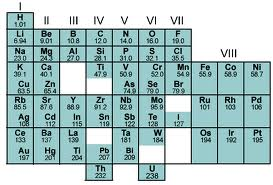 I
II III IV V VI VII
VIII
H
1.01
Li Be B C N O F
6.94 9.01 10.8 12.0 14.0 16.0 19.0
Na Mg Al Si P S Cl
23.0 24.3 27.0 28.1 31.0 32.1 35.5
K Ca Ti V Cr Mn Fe Co Ni
39.1 40.1 47.9 50.9 52.0 54.9 55.9 58.9 58.7
Cu Zn As Se Br
63.5 65.4 74.9 79.0 79.9
Rb Sr Y Zr Nb Mo Ru Rh Pd
85.5 87.6 88.9 91.2 92.9 95.9 101 103 106
Ag Cd In Sn Sb Te I
108 112 115 119 122 128 127
Ce Ba La Ta W Os Ir Pt
133 137 139 181 184 194 192 195
Au Hg Tl Pb Bi
197 201 204 207 209
Th U
232 238